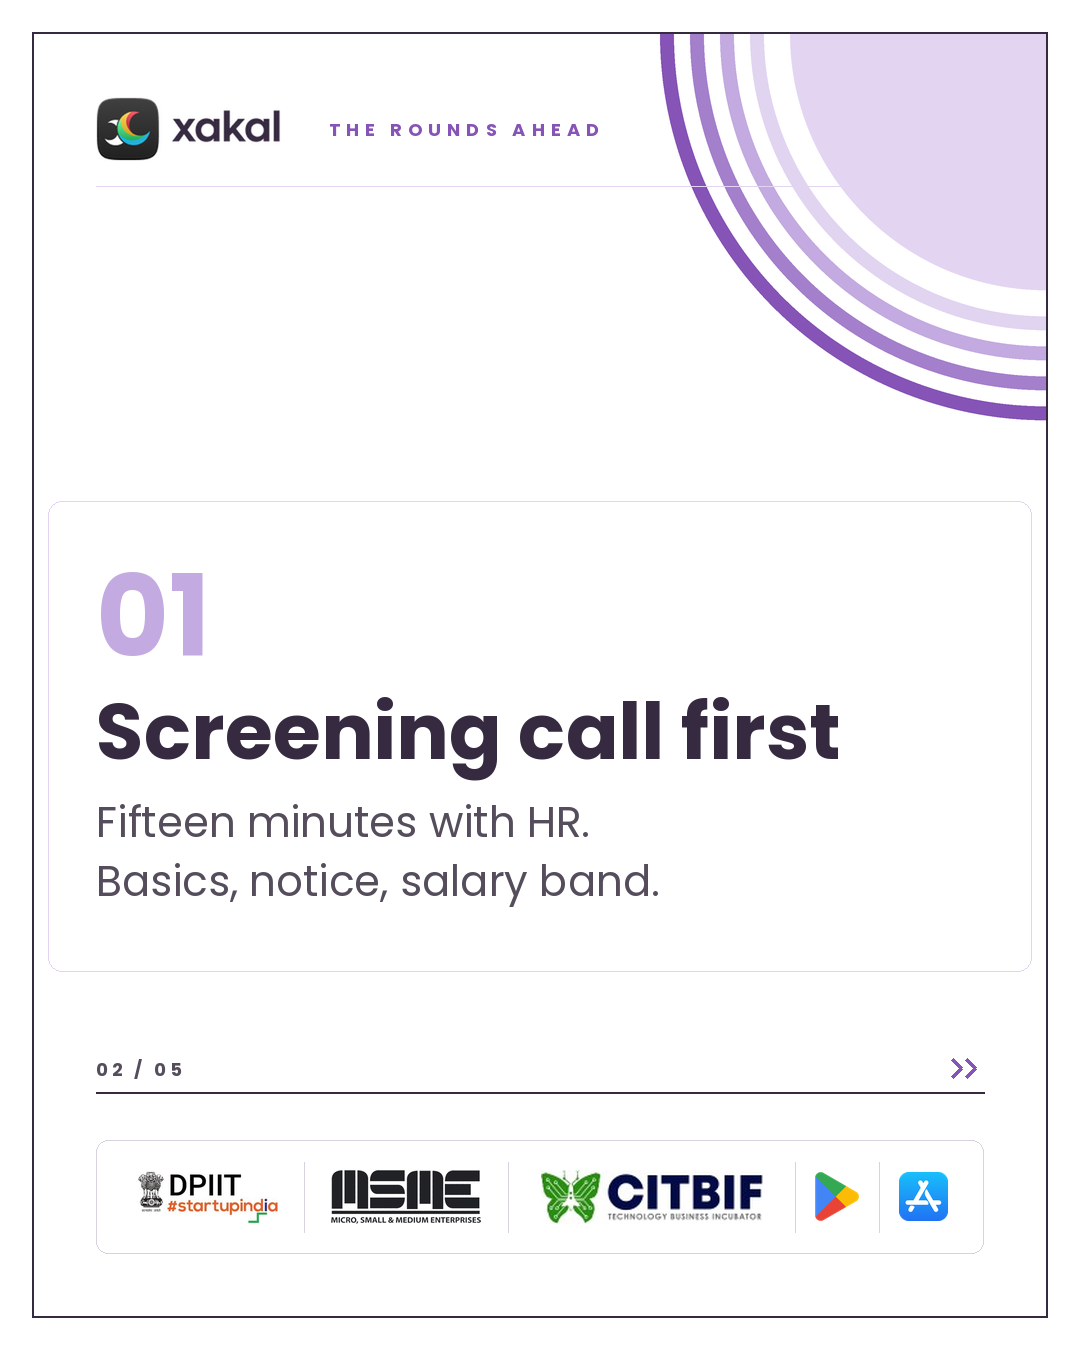 xakal
THE ROUNDS AHEAD
01
Screening call first
Fifteen minutes with HR.
Basics, notice, salary band.
02 / 05
DPIIT
#startupindia
MSME
MICRO, SMALL & MEDIUM ENTERPRISES
CITBIF
TECHNOLOGY BUSINESS INCUBATOR